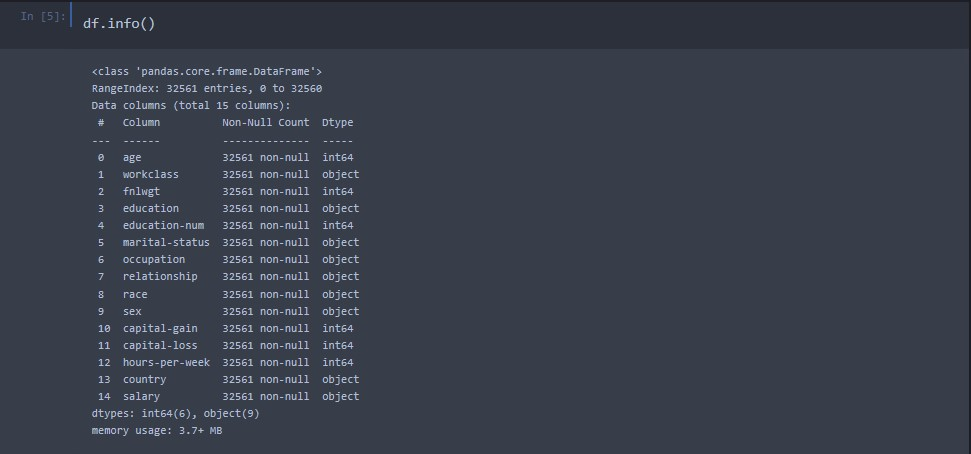 In [5]:
df.info()
<class 'pandas.core.frame.DataFrame'>
RangeIndex: 32561 entries, 0 to 32560
Data columns (total 15 columns):
 #   Column          Non-Null Count  Dtype
---  ------          --------------  -----
 0   age             32561 non-null  int64
 1   workclass       32561 non-null  object
 2   fnlwgt          32561 non-null  int64
 3   education       32561 non-null  object
 4   education-num   32561 non-null  int64
 5   marital-status  32561 non-null  object
 6   occupation      32561 non-null  object
 7   relationship    32561 non-null  object
 8   race            32561 non-null  object
 9   sex             32561 non-null  object
 10  capital-gain    32561 non-null  int64
 11  capital-loss    32561 non-null  int64
 12  hours-per-week  32561 non-null  int64
 13  country         32561 non-null  object
 14  salary          32561 non-null  object
dtypes: int64(6), object(9)
memory usage: 3.7+ MB